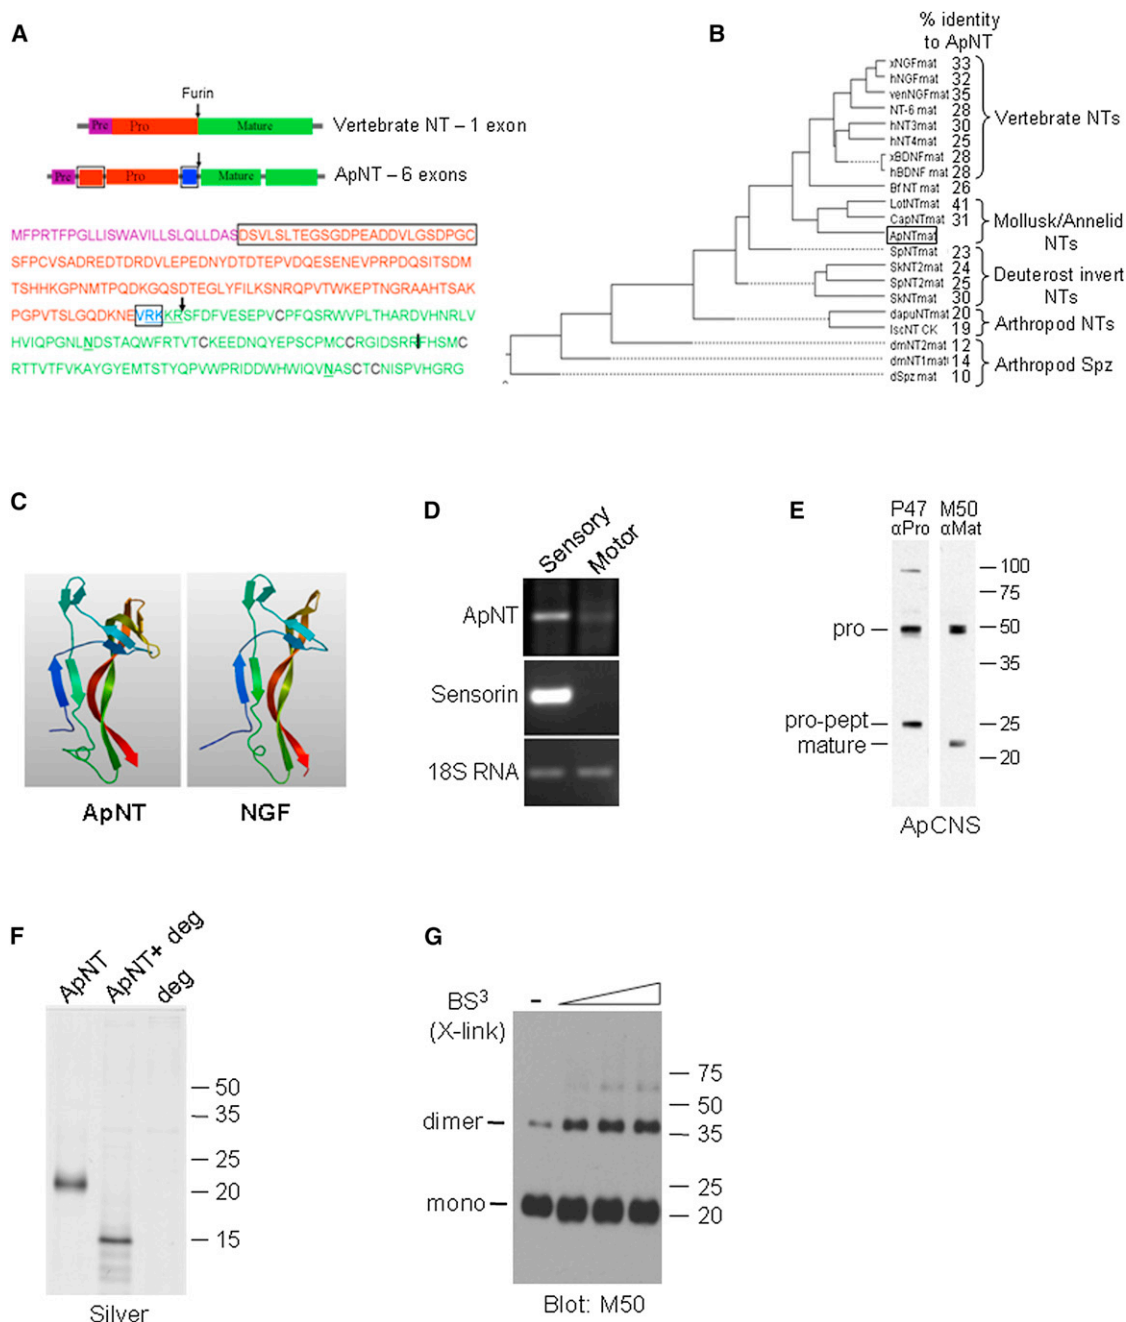 A
Furin
Pre Pro Mature
Vertebrate NT – 1 exon
Pre Pro Mature
ApNT – 6 exons
MFPRTFPGLLISWAVILLSLQLLDASDSVLSLTEGSGDPEADDVLGSDPGC
SFPCVSADREDTDRDVLEPEDNYDTDTEPVDQESENEVPRPDQSITSDM
TSHHKGPNMTPQDKGQSDTEGLYFILKSNRQPVTWKEPTNGRAAHTSAK
PGPVTSLGQDKNEVRKKRSFDFVESEPVCPFQSRWVPLTHARDVHNRLV
HVIQPGNLNDSTAQWFRTVTCKEEDNQYEPSCPMCCRGIDSRRFHSMC
RTTVTFVKAYGYEMTSTYQPVWPRIDDWHWIQVNASCTCNISPVHGRG
B
% identity
to ApNT
xNGFmat 33
hNGFmat 32
venNGFmat 35
NT-6 mat 28
hNT3mat 30
hNT4mat 25
xBDNFmat 28
hBDNF mat 28
Vertebrate NTs
Bf NT mat 26
LotNTmat 41
CapNTmat 31
ApNTmat
Mollusk/Annelid
NTs
SpNTmat 23
SkNT2mat 24
SpNT2mat 25
SkNTmat 30
Deuterost invert
NTs
dapuNTmat 20
IscNT CK 19
Arthropod NTs
dmNT2mat 12
dmNT1mat 14
dSpz mat 10
Arthropod Spz
C
ApNT
NGF
D
Sensory
Motor
ApNT
Sensorin
18S RNA
E
P47 M50
αPro αMat
100
75
pro
50
35
pro-pept
25
mature
20
ApCNS
F
ApNT
ApNT+ deg
deg
50
35
25
20
15
Silver
G
BS3
(X-link)
–
75
50
dimer
35
25
mono
20
Blot: M50